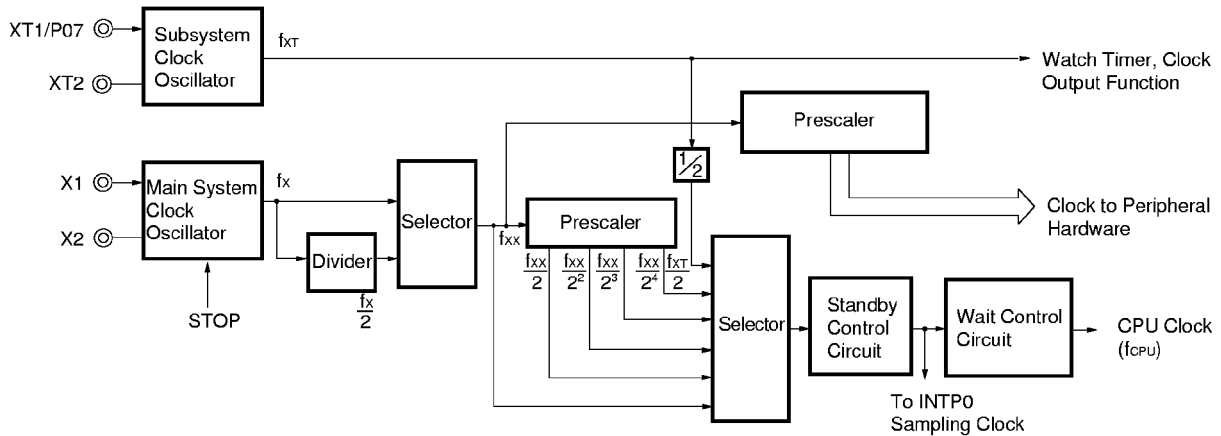 XT1/P07
XT2
Subsystem
Clock
Oscillator
fXT
Watch Timer, Clock
Output Function
Prescaler
1/2
X1
X2
Main System
Clock
Oscillator
fX
Selector
fXX
Prescaler
Clock to Peripheral
Hardware
Divider
fX/2
STOP
fXX/2
fXX/2²
fXX/2³
fXX/2⁴
fXT/2
Selector
Standby
Control
Circuit
Wait Control
Circuit
CPU Clock
(fCPU)
To INTP0
Sampling Clock